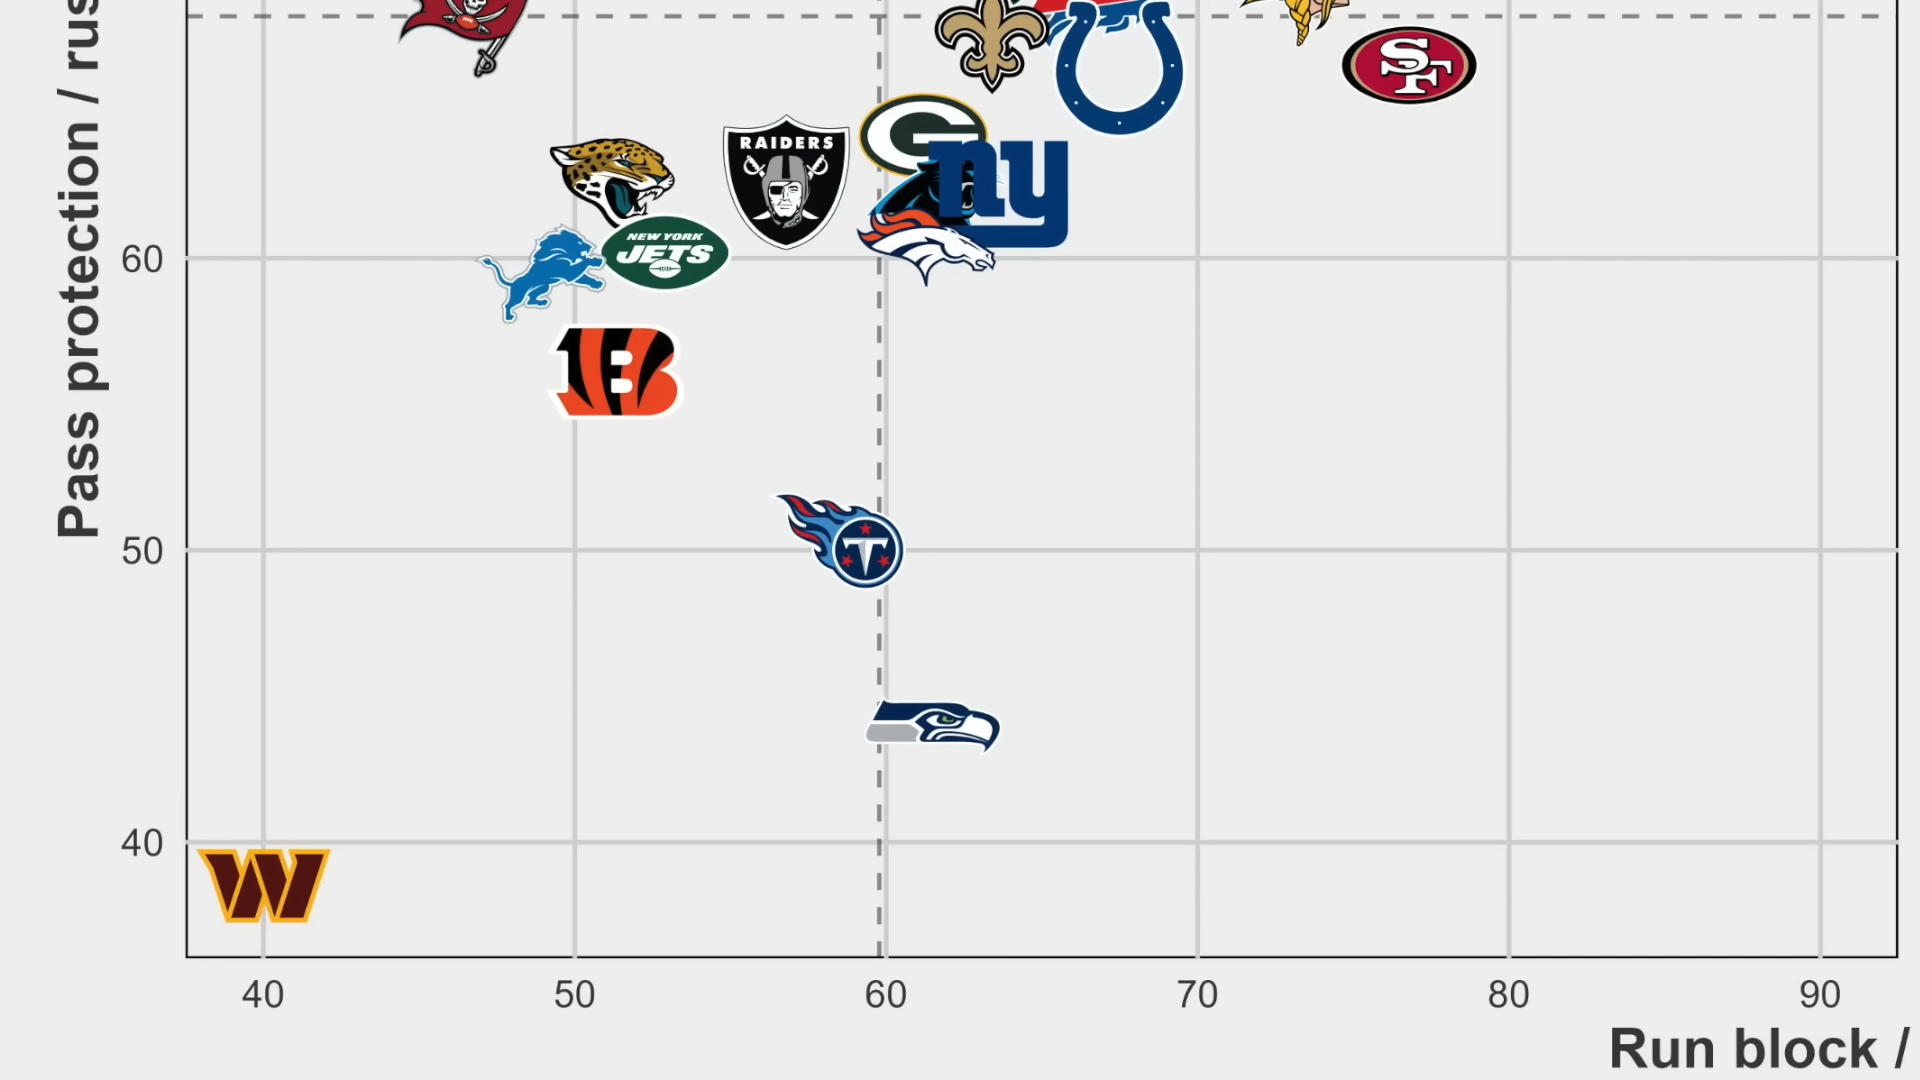 Pass protection / rus
60
50
40
RAIDERS
NEW YORK
JETS
G
ny
SF
B
T
W
40 50 60 70 80 90
Run block /